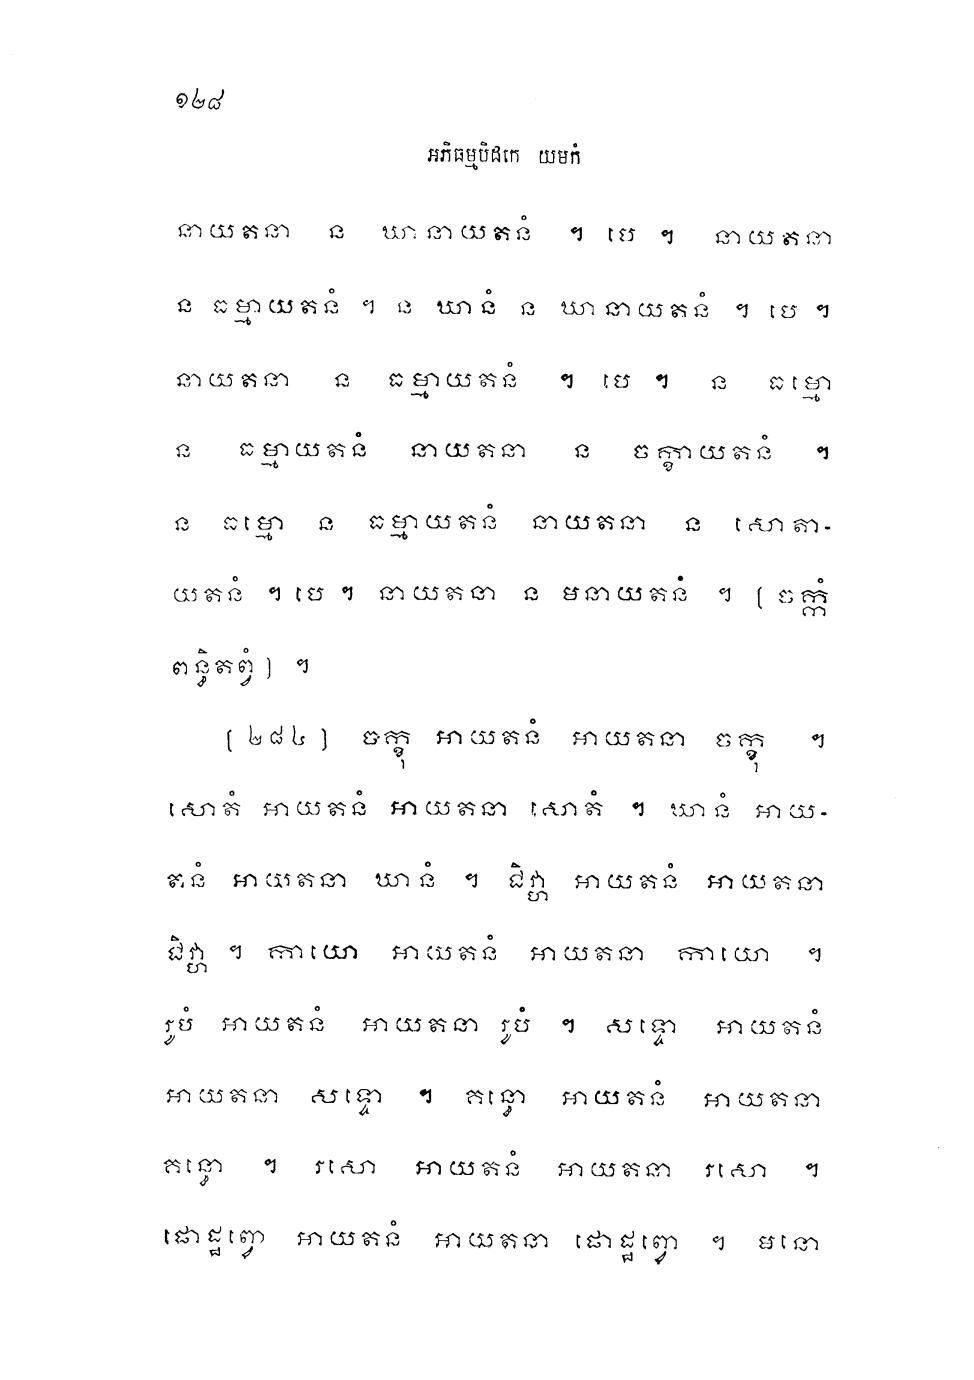 ១២៨
អភិធម្មបិដកេ យមកំ
នាយតនា ន ឃានាយតនំ ។ បេ ។ នាយតនា
ន ធម្មាយតនំ ។ ន ឃានំ ន ឃានាយតនំ ។ បេ ។
នាយតនា ន ធម្មាយតនំ ។ បេ ។ ន ធម្មោ
ន ធម្មាយតនំ នាយតនា ន ចក្ខាយតនំ ។
ន ធម្មោ ន ធម្មាយតនំ នាយតនា ន សោតា-
យតនំ ។ បេ ។ នាយតនា ន មនាយតនំ ។ (ចក្កំ
ពន្ធិតព្វំ) ។
(២៨៤) ចក្ខុ អាយតនំ អាយតនា ចក្ខុ ។
សោតំ អាយតនំ អាយតនា សោតំ ។ ឃានំ អាយ-
តនំ អាយតនា ឃានំ ។ ជិវ្ហា អាយតនំ អាយតនា
ជិវ្ហា ។ កាយោ អាយតនំ អាយតនា កាយោ ។
រូបំ អាយតនំ អាយតនា រូបំ ។ សទ្ទោ អាយតនំ
អាយតនា សទ្ទោ ។ គន្ធោ អាយតនំ អាយតនា
គន្ធោ ។ រសោ អាយតនំ អាយតនា រសោ ។
ផោដ្ឋព្វោ អាយតនំ អាយតនា ផោដ្ឋព្វោ ។ មនោ